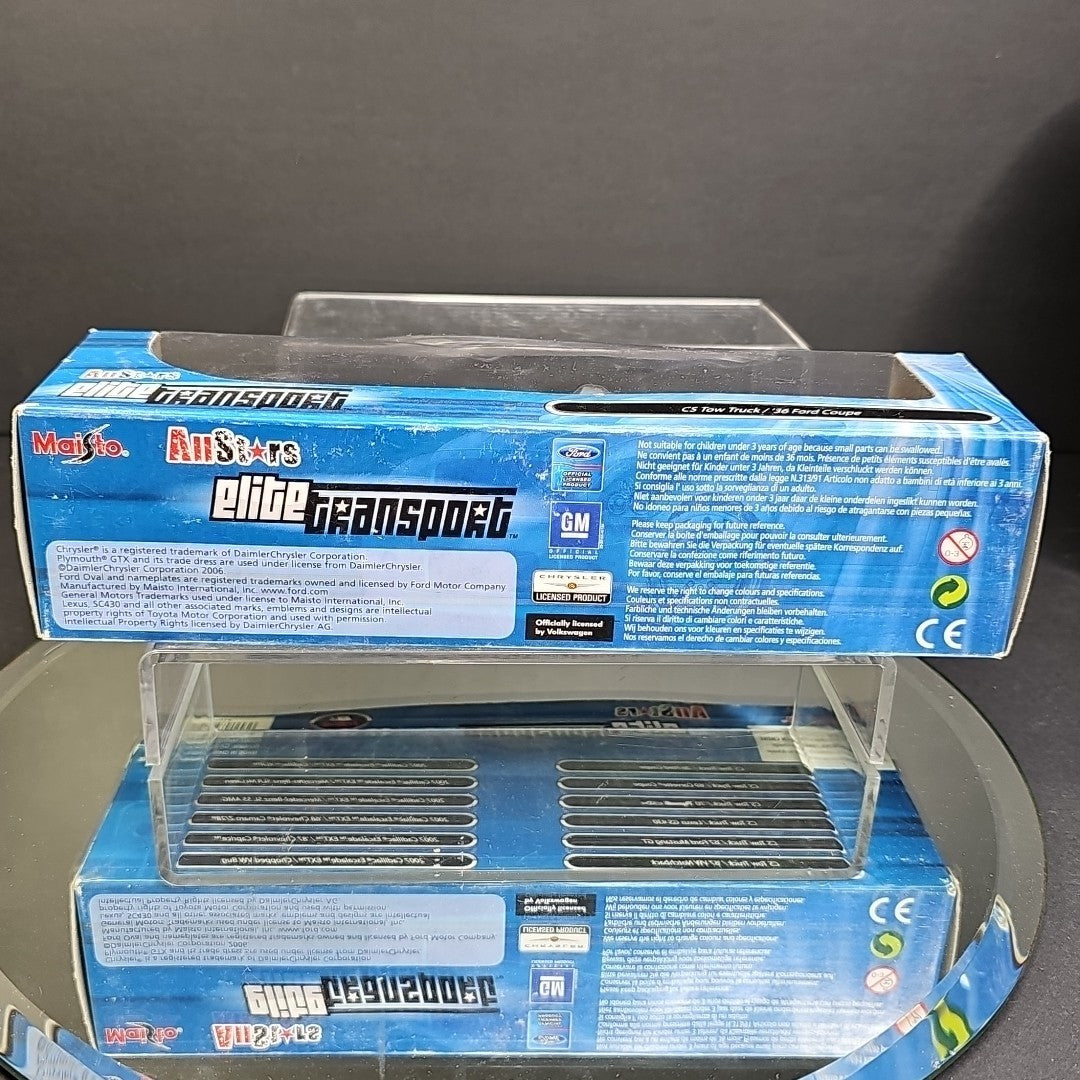 AllStars
elite transport
C5 Tow Truck / '36 Ford Coupe
Maisto.
AllStars
elite transport™
Chrysler® is a registered trademark of DaimlerChrysler Corporation.
Plymouth® GTX and its trade dress are used under license from DaimlerChrysler.
©DaimlerChrysler Corporation 2006.
Ford Oval and nameplates are registered trademarks owned and licensed by Ford Motor Company.
Manufactured by Maisto International, Inc. www.ford.com
General Motors Trademarks used under license to Maisto International, Inc.
Lexus, SC430 and all other associated marks, emblems and designs are intellectual
property rights of Toyota Motor Corporation and used with permission.
Intellectual Property Rights licensed by DaimlerChrysler AG.
Ford
OFFICIAL
LICENSED
PRODUCT
GM
OFFICIAL
LICENSED PRODUCT
CHRYSLER
LICENSED PRODUCT
Officially licensed
by Volkswagen
Not suitable for children under 3 years of age because small parts can be swallowed.
Ne convient pas à un enfant de moins de 36 mois. Présence de petits éléments susceptibles d'être avalés.
Nicht geeignet für Kinder unter 3 Jahren, da Kleinteile verschluckt werden können.
Conforme alle norme prescritte dalla legge N.313/91 Articolo non adatto a bambini di età inferiore ai 3 anni.
Si consiglia l' uso sotto la sorveglianza di un adulto.
Niet aanbevolen voor kinderen onder 3 jaar daar de kleine onderdelen ingeslikt kunnen worden.
No idoneo para niños menores de 3 años debido al riesgo de atragantarse con piezas pequeñas.
Please keep packaging for future reference.
Conserver la boite d'emballage pour pouvoir la consulter ulterieurement.
Bitte bewahren Sie die Verpackung für eventuelle spätere Korrespondenz auf.
Conservare la confezione come riferimento futuro.
Bewaar deze verpakking voor toekomstige referentie.
Por favor, conserve el embalaje para futuras referencias.
We reserve the right to change colours and specifications.
Couleurs et specifications non contractuelles.
Farbliche und technische Änderungen bleiben vorbehalten.
Si riserva il diritto di cambiare colori e caratteristiche.
Wij behouden ons voor kleuren en specificaties te wijzigen.
Nos reservamos el derecho de cambiar colores y especificaciones.
0-3
CE